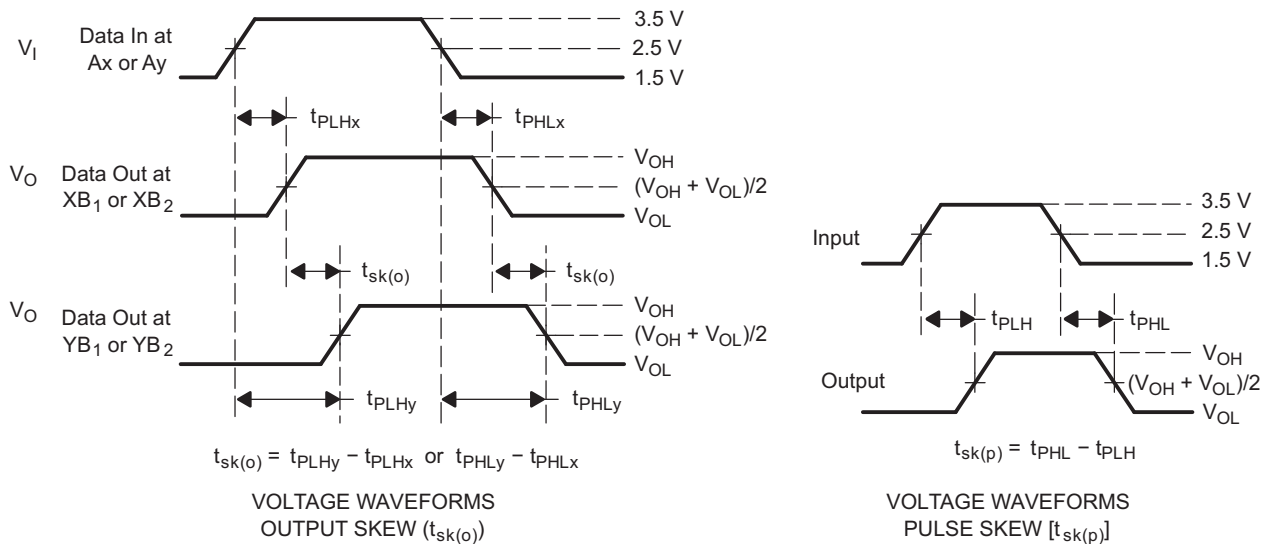 V_I
Data In at
Ax or Ay
3.5 V
2.5 V
1.5 V
t_PLHx
t_PHLx
V_O
Data Out at
XB_1 or XB_2
V_OH
(V_OH + V_OL)/2
V_OL
t_sk(o)
t_sk(o)
V_O
Data Out at
YB_1 or YB_2
V_OH
(V_OH + V_OL)/2
V_OL
t_PLHy
t_PHLy
t_sk(o) = t_PLHy − t_PLHx or t_PHLy − t_PHLx
VOLTAGE WAVEFORMS
OUTPUT SKEW (t_sk(o))
Input
3.5 V
2.5 V
1.5 V
t_PLH
t_PHL
Output
V_OH
(V_OH + V_OL)/2
V_OL
t_sk(p) = t_PHL − t_PLH
VOLTAGE WAVEFORMS
PULSE SKEW [t_sk(p)]